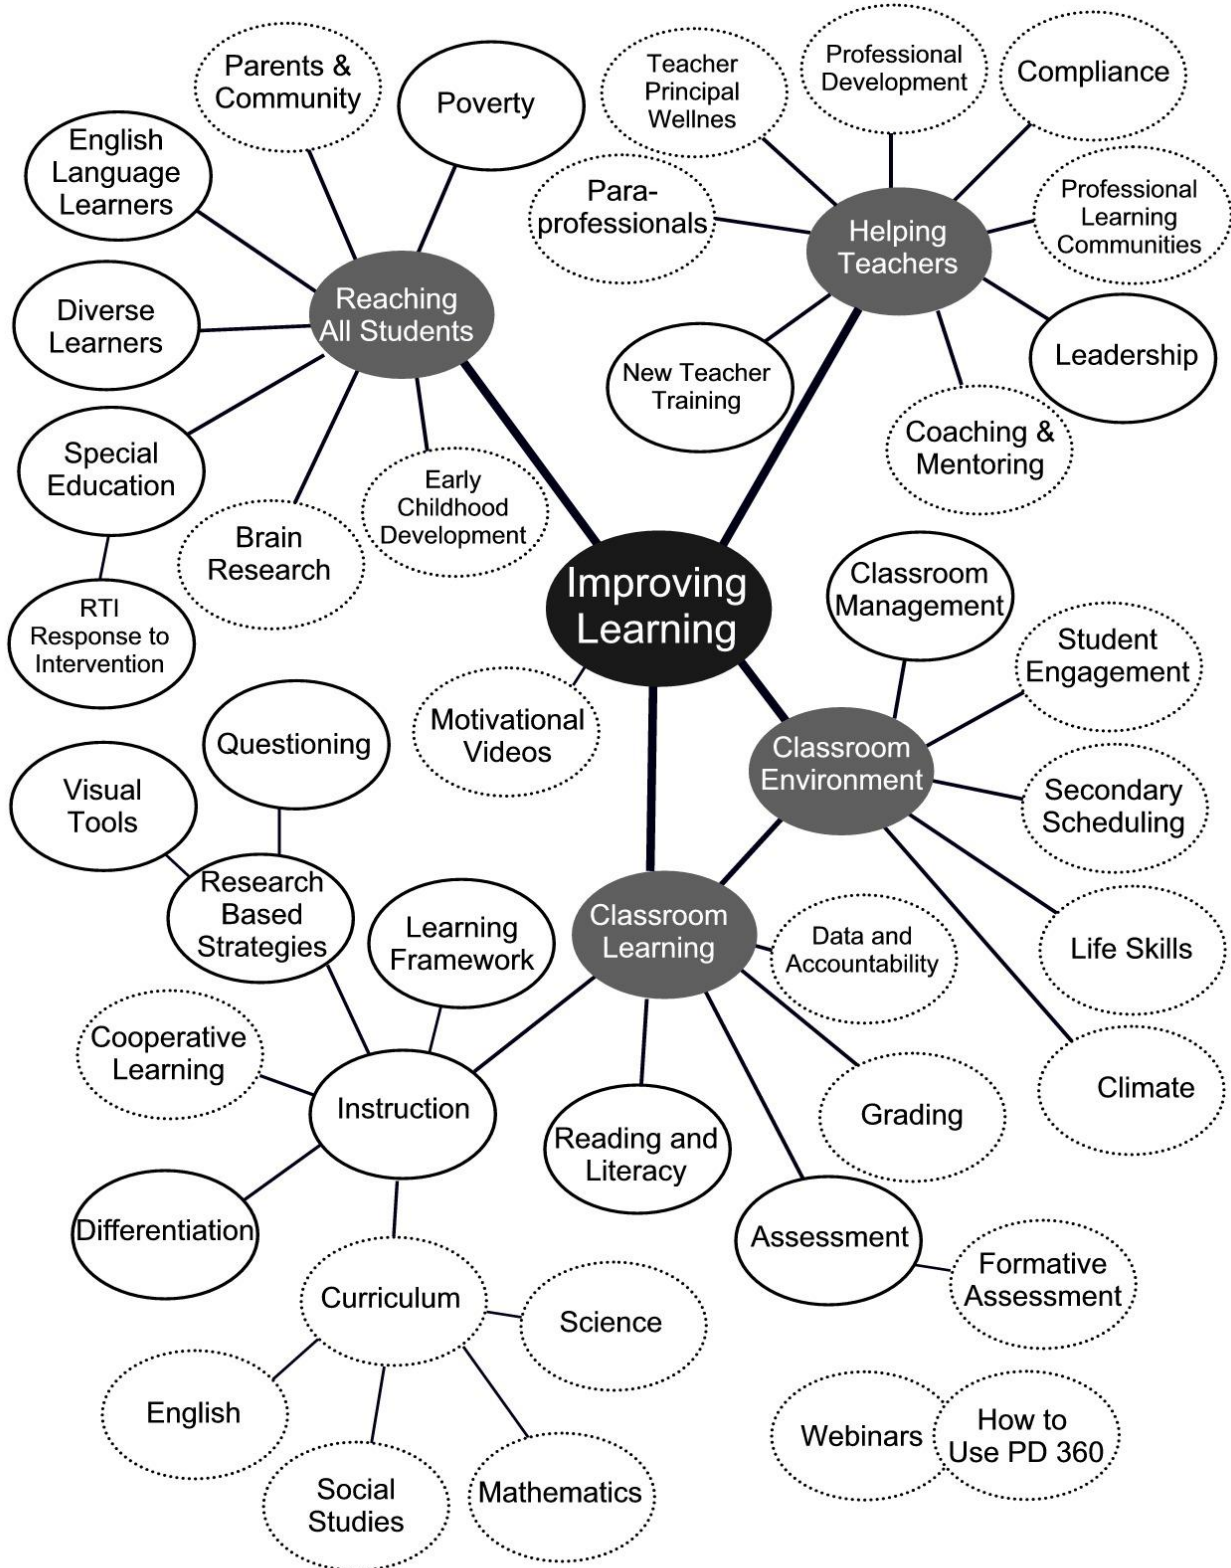 Parents &
Community
Poverty
English
Language
Learners
Diverse
Learners
Special
Education
RTI
Response to
Intervention
Brain
Research
Early
Childhood
Development
Reaching
All Students
Teacher
Principal
Wellnes
Professional
Development
Compliance
Para-
professionals
Professional
Learning
Communities
Helping
Teachers
New Teacher
Training
Leadership
Coaching &
Mentoring
Improving
Learning
Motivational
Videos
Classroom
Management
Student
Engagement
Classroom
Environment
Secondary
Scheduling
Life Skills
Climate
Questioning
Visual
Tools
Research
Based
Strategies
Learning
Framework
Cooperative
Learning
Instruction
Differentiation
Classroom
Learning
Data and
Accountability
Grading
Reading and
Literacy
Assessment
Formative
Assessment
Curriculum
Science
English
Social
Studies
Mathematics
Webinars
How to
Use PD 360